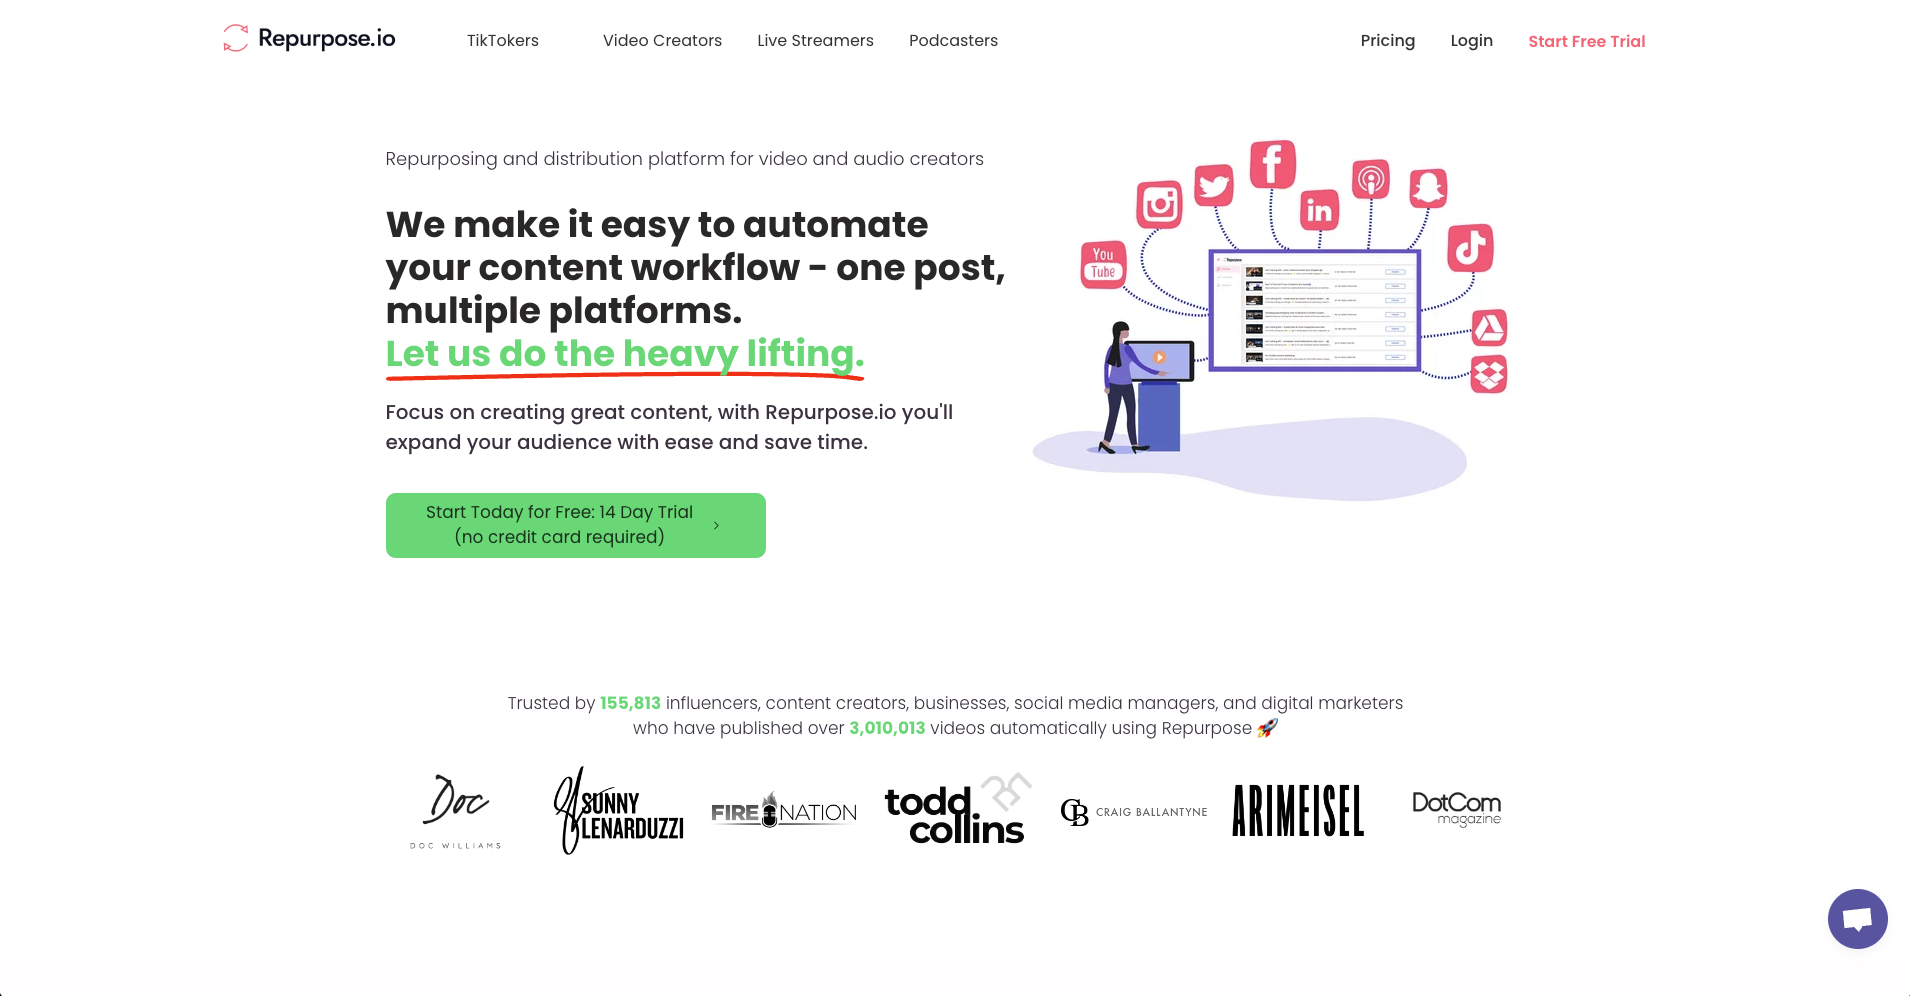 Repurpose.io
TikTokers
Video Creators
Live Streamers
Podcasters
Pricing
Login
Start Free Trial
Repurposing and distribution platform for video and audio creators
We make it easy to automate
your content workflow - one post,
multiple platforms.
Let us do the heavy lifting.
Focus on creating great content, with Repurpose.io you'll
expand your audience with ease and save time.
Start Today for Free: 14 Day Trial
(no credit card required)
You
Tube
in
Trusted by 155,813 influencers, content creators, businesses, social media managers, and digital marketers
who have published over 3,010,013 videos automatically using Repurpose 🚀
Doc
DOC WILLIAMS
SUNNY
LENARDUZZI
FIRE NATION
todd
collins
CB CRAIG BALLANTYNE
ARIMEISEL
DotCom
magazine